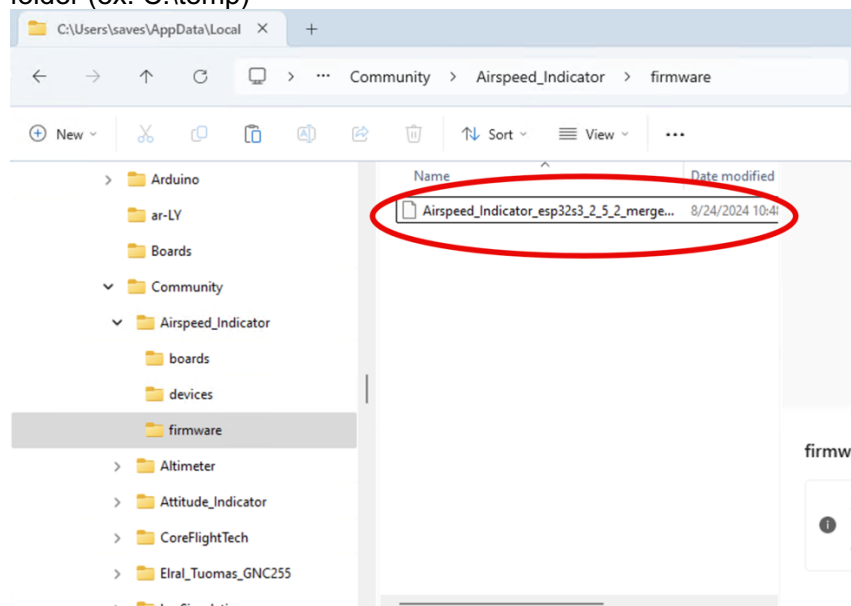 folder (ex. C:\temp)
C:\Users\saves\AppData\Local
Community > Airspeed_Indicator > firmware
New
Sort
View
Name
Date modified
Arduino
Airspeed_Indicator_esp32s3_2_5_2_merge... 8/24/2024 10:48
ar-LY
Boards
Community
Airspeed_Indicator
boards
devices
firmware
Altimeter
firmw
Attitude_Indicator
CoreFlightTech
Elral_Tuomas_GNC255